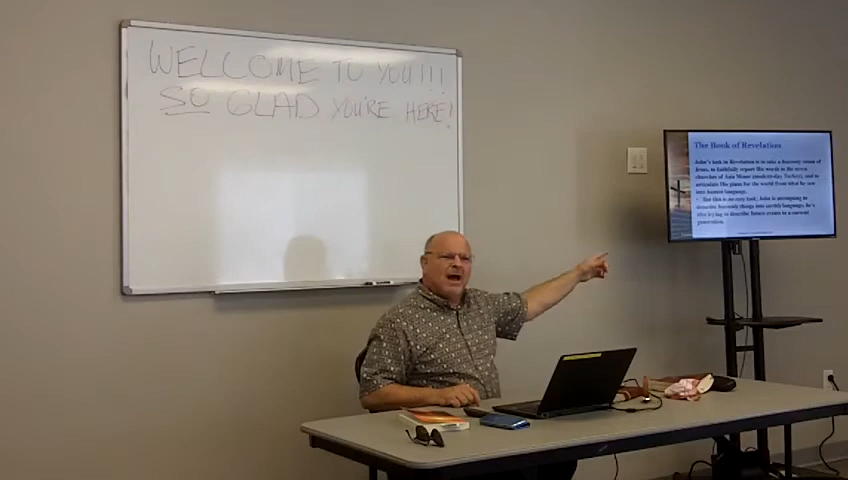 WELCOME TO YOU!!!
SO GLAD YOU'RE HERE!
The Book of Revelation
John's task in Revelation is to take a heavenly vision of
Jesus, to faithfully report His words to the seven
churches of Asia Minor (modern-day Turkey), and to
articulate His plans for the world from what he saw
into human language.
But this is no easy task; John is attempting to
describe heavenly things into earthly language, he's
also trying to describe future events to a current
generation.